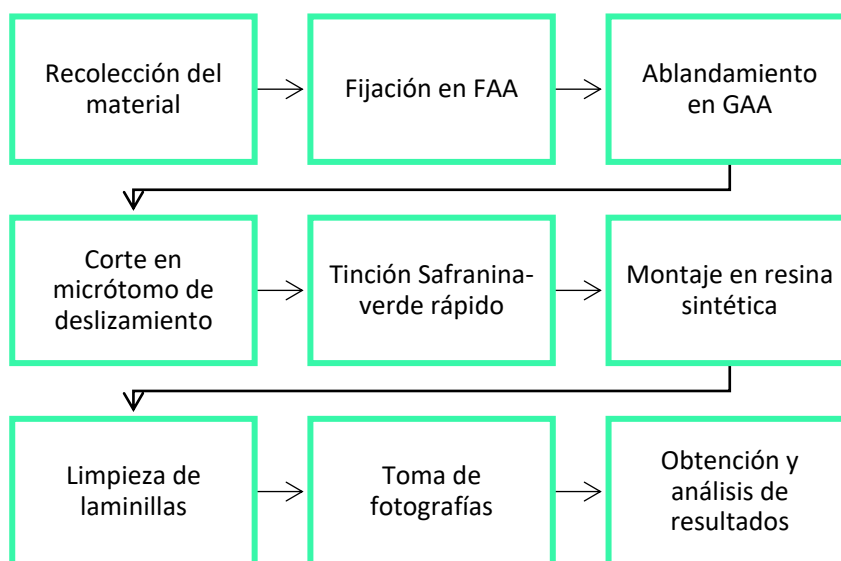 Recolección del
material
Fijación en FAA
Ablandamiento
en GAA
Corte en
micrótomo de
deslizamiento
Tinción Safranina-
verde rápido
Montaje en resina
sintética
Limpieza de
laminillas
Toma de
fotografías
Obtención y
análisis de
resultados